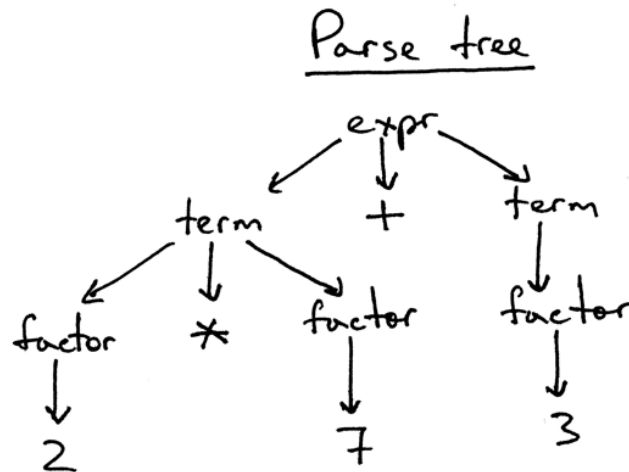 Parse tree
expr
term + term
factor * factor factor
2 7 3